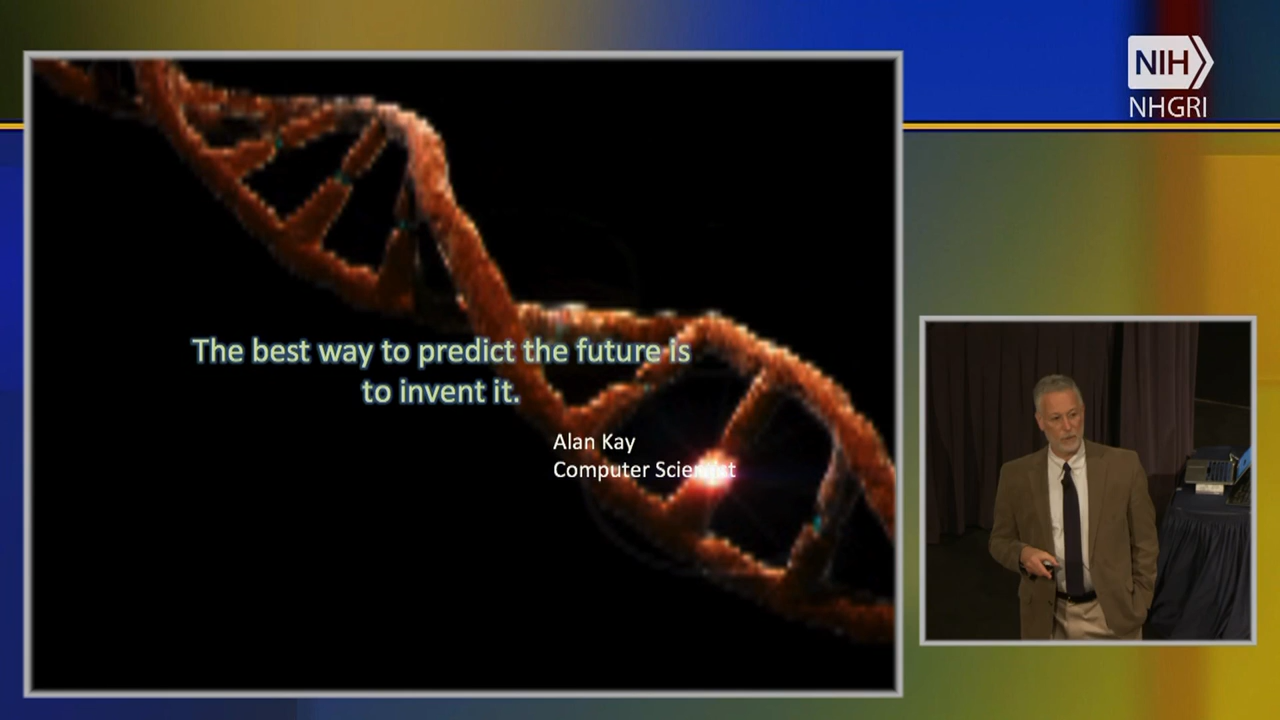 NIH
NHGRI
The best way to predict the future is
to invent it.
Alan Kay
Computer Scientist